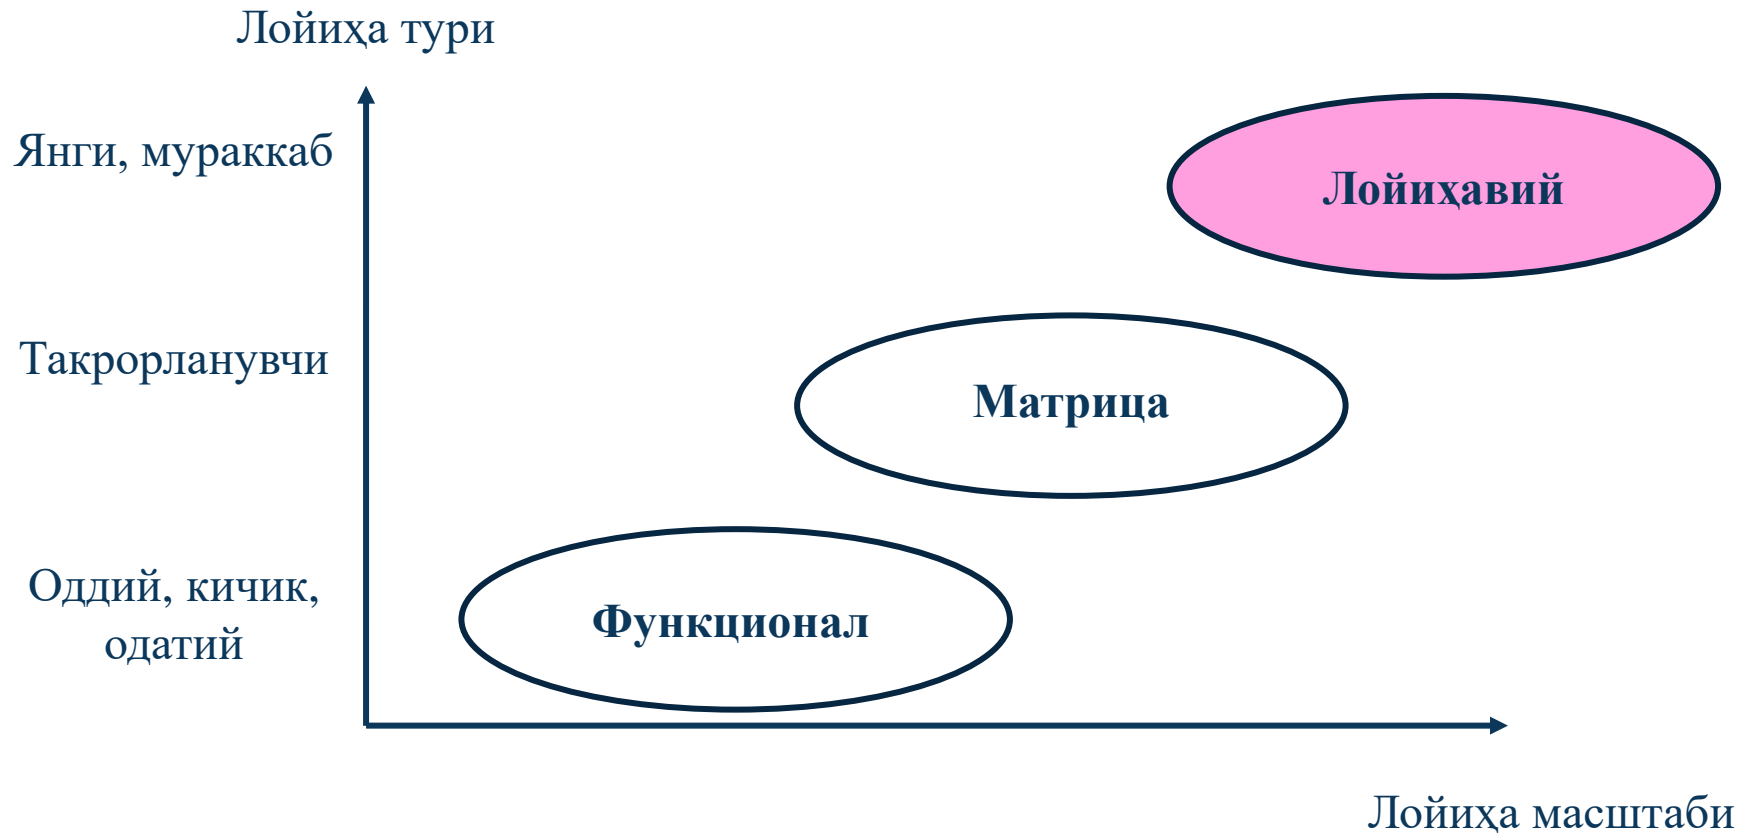 Лойиҳа тури
Янги, мураккаб
Лойиҳавий
Такрорланувчи
Матрица
Оддий, кичик,
одатий
Функционал
Лойиҳа масштаби